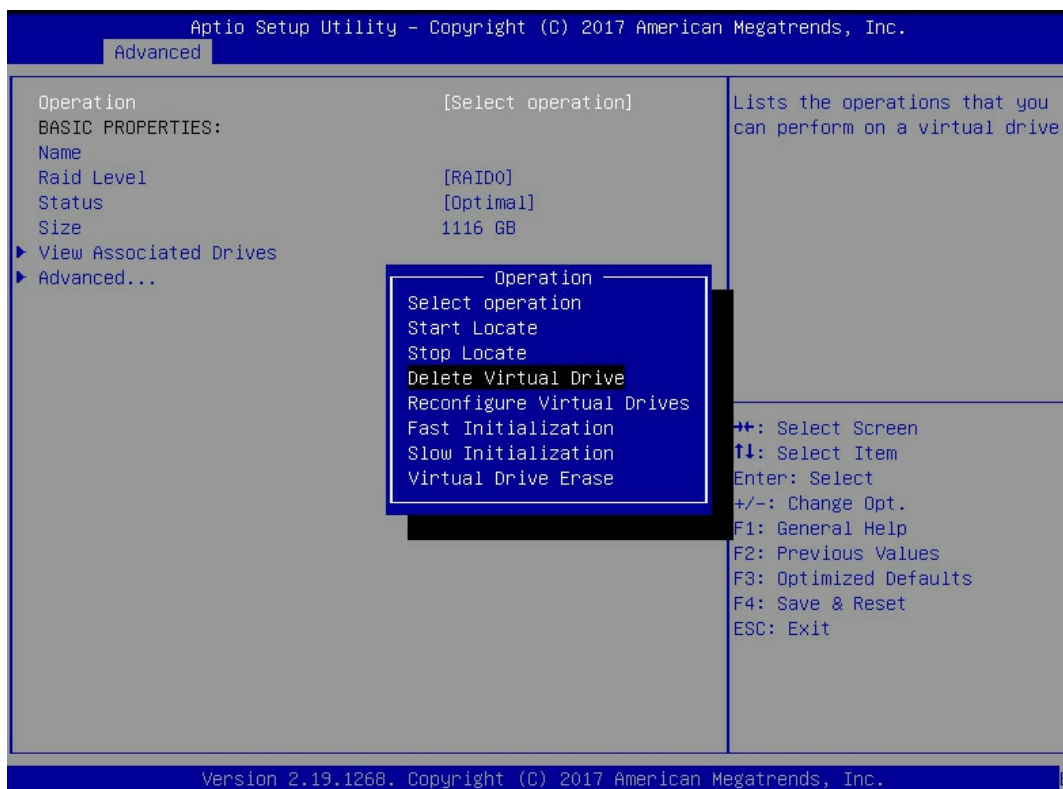 Aptio Setup Utility – Copyright (C) 2017 American Megatrends, Inc.
Advanced
Operation [Select operation]
BASIC PROPERTIES:
Name
Raid Level [RAID0]
Status [Optimal]
Size 1116 GB
View Associated Drives
Advanced...
Lists the operations that you
can perform on a virtual drive
Operation
Select operation
Start Locate
Stop Locate
Delete Virtual Drive
Reconfigure Virtual Drives
Fast Initialization
Slow Initialization
Virtual Drive Erase
→←: Select Screen
↑↓: Select Item
Enter: Select
+/-: Change Opt.
F1: General Help
F2: Previous Values
F3: Optimized Defaults
F4: Save & Reset
ESC: Exit
Version 2.19.1268. Copyright (C) 2017 American Megatrends, Inc.